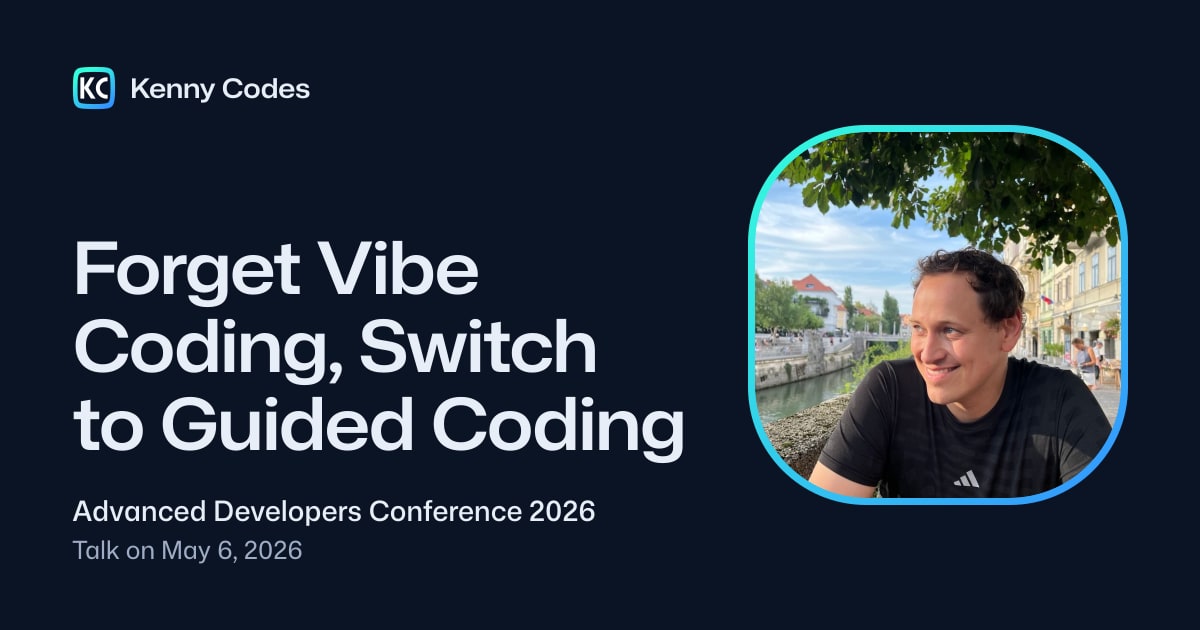 KC Kenny Codes
Forget Vibe
Coding, Switch
to Guided Coding
Advanced Developers Conference 2026
Talk on May 6, 2026